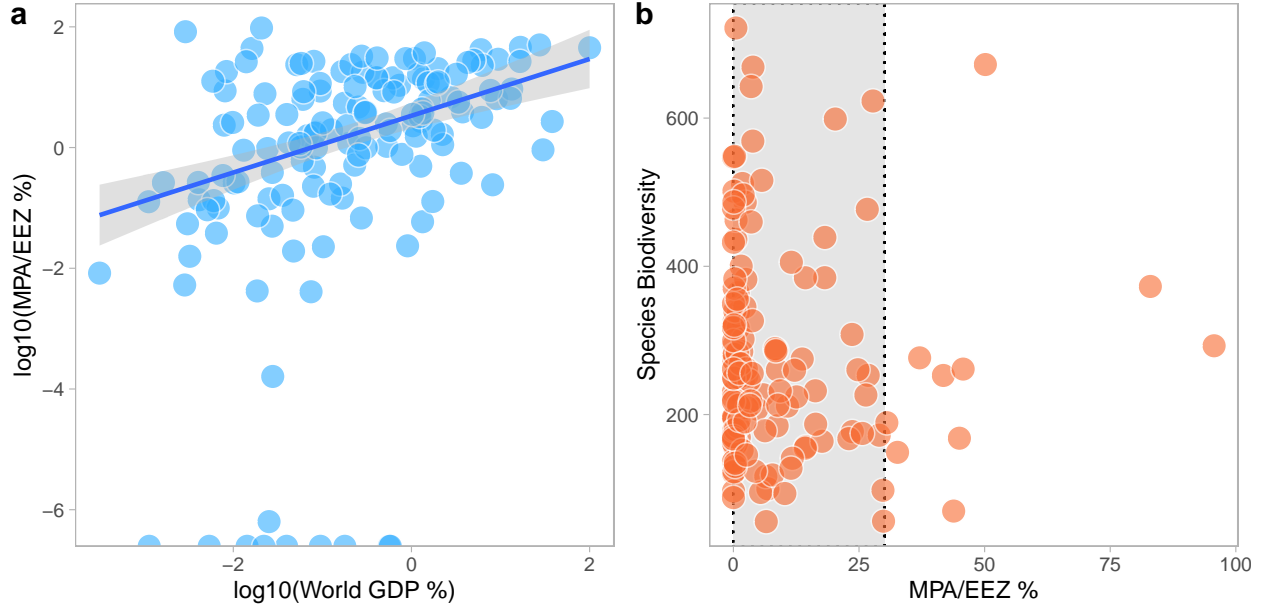 a
log10(MPA/EEZ %)
2
0
−2
−4
−6
−2
0
2
log10(World GDP %)
b
Species Biodiversity
600
400
200
0
25
50
75
100
MPA/EEZ %